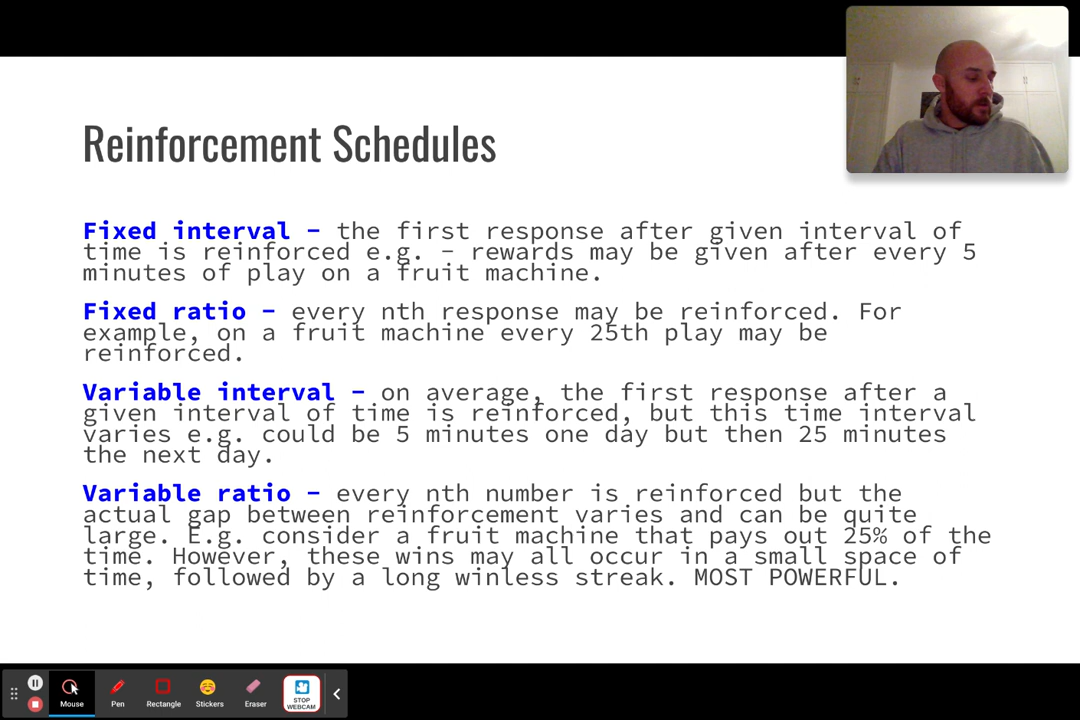 Reinforcement Schedules
Fixed interval – the first response after given interval of
time is reinforced e.g. – rewards may be given after every 5
minutes of play on a fruit machine.
Fixed ratio – every nth response may be reinforced. For
example, on a fruit machine every 25th play may be
reinforced.
Variable interval – on average, the first response after a
given interval of time is reinforced, but this time interval
varies e.g. could be 5 minutes one day but then 25 minutes
the next day.
Variable ratio – every nth number is reinforced but the
actual gap between reinforcement varies and can be quite
large. E.g. consider a fruit machine that pays out 25% of the
time. However, these wins may all occur in a small space of
time, followed by a long winless streak. MOST POWERFUL.
Mouse Pen Rectangle Stickers Eraser
STOP
WEBCAM